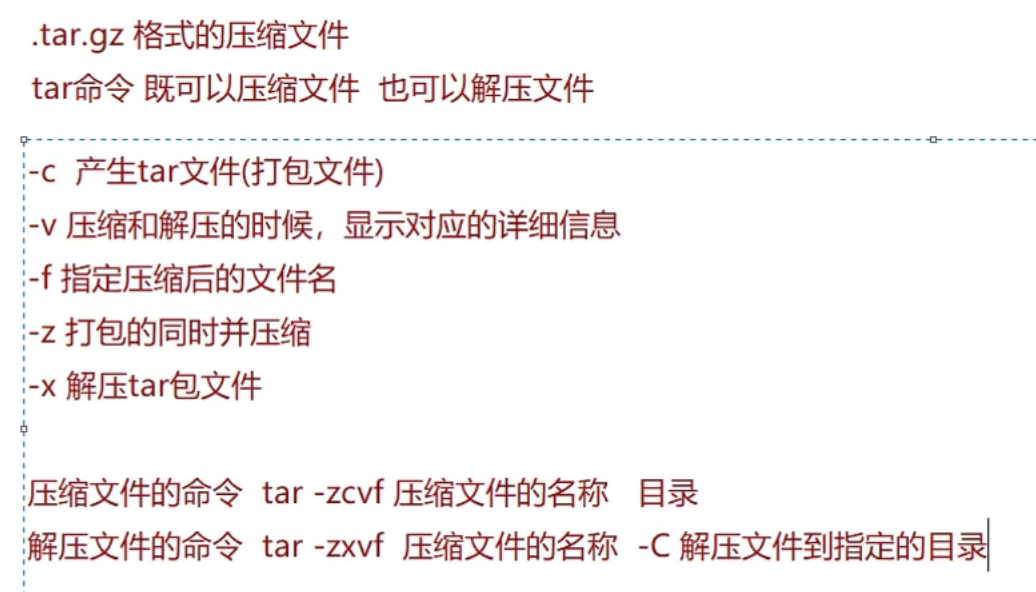 .tar.gz 格式的压缩文件
tar命令 既可以压缩文件  也可以解压文件
-c  产生tar文件(打包文件)
-v 压缩和解压的时候，显示对应的详细信息
-f 指定压缩后的文件名
-z 打包的同时并压缩
-x 解压tar包文件
压缩文件的命令  tar -zcvf 压缩文件的名称   目录
解压文件的命令  tar -zxvf  压缩文件的名称  -C 解压文件到指定的目录